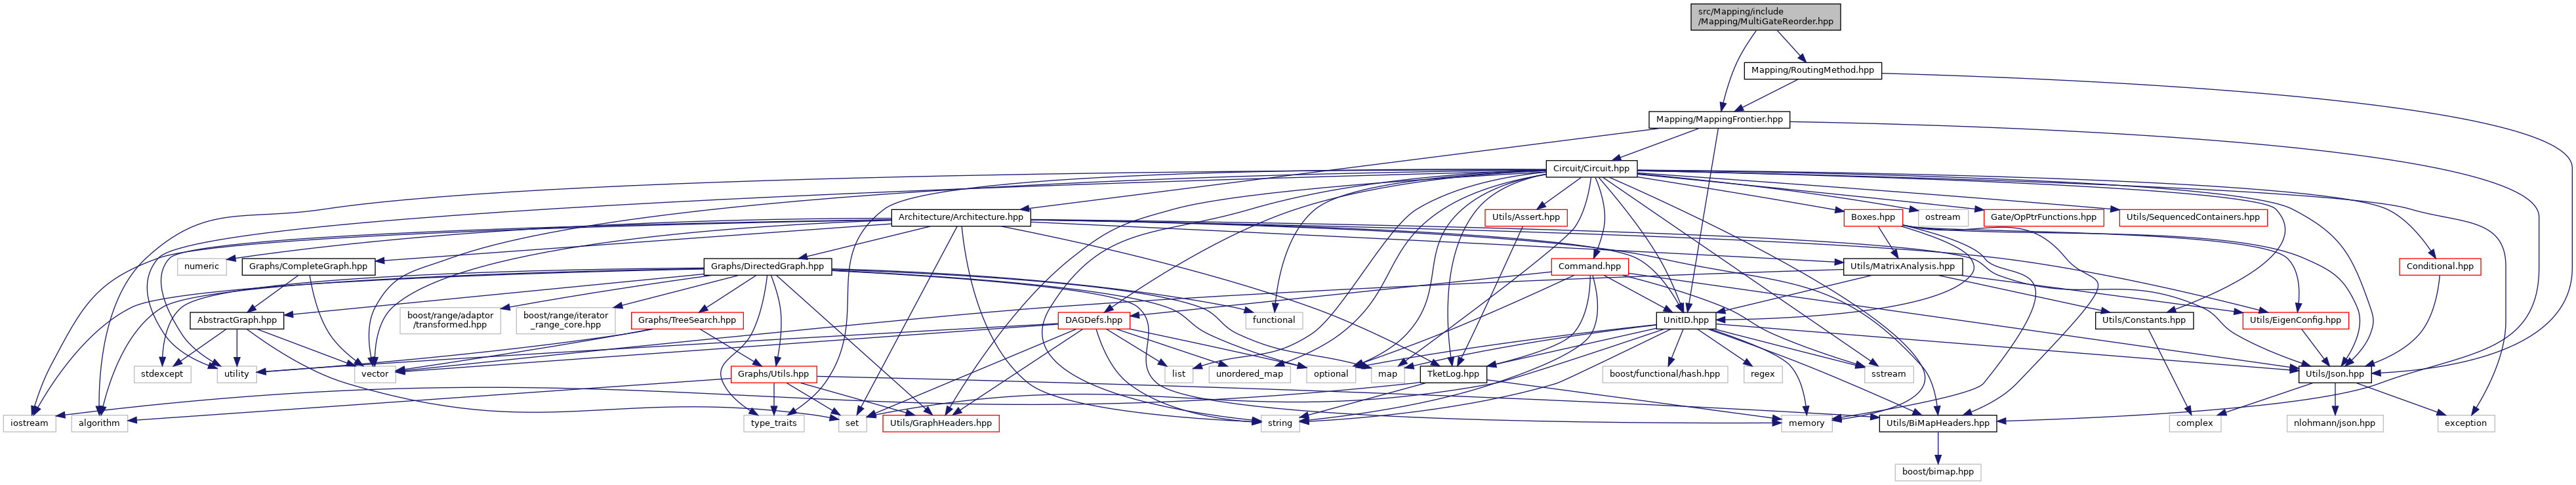 src/Mapping/include
/Mapping/MultiGateReorder.hpp
Mapping/RoutingMethod.hpp
Mapping/MappingFrontier.hpp
Circuit/Circuit.hpp
Architecture/Architecture.hpp
Utils/Assert.hpp
Boxes.hpp
ostream
Gate/OpPtrFunctions.hpp
Utils/SequencedContainers.hpp
numeric
Graphs/CompleteGraph.hpp
Graphs/DirectedGraph.hpp
Command.hpp
Utils/MatrixAnalysis.hpp
Conditional.hpp
AbstractGraph.hpp
boost/range/adaptor
/transformed.hpp
boost/range/iterator
_range_core.hpp
Graphs/TreeSearch.hpp
functional
DAGDefs.hpp
UnitID.hpp
Utils/Constants.hpp
Utils/EigenConfig.hpp
stdexcept
utility
vector
Graphs/Utils.hpp
list
unordered_map
optional
map
TketLog.hpp
boost/functional/hash.hpp
regex
sstream
Utils/Json.hpp
iostream
algorithm
type_traits
set
Utils/GraphHeaders.hpp
string
memory
Utils/BiMapHeaders.hpp
complex
nlohmann/json.hpp
exception
boost/bimap.hpp